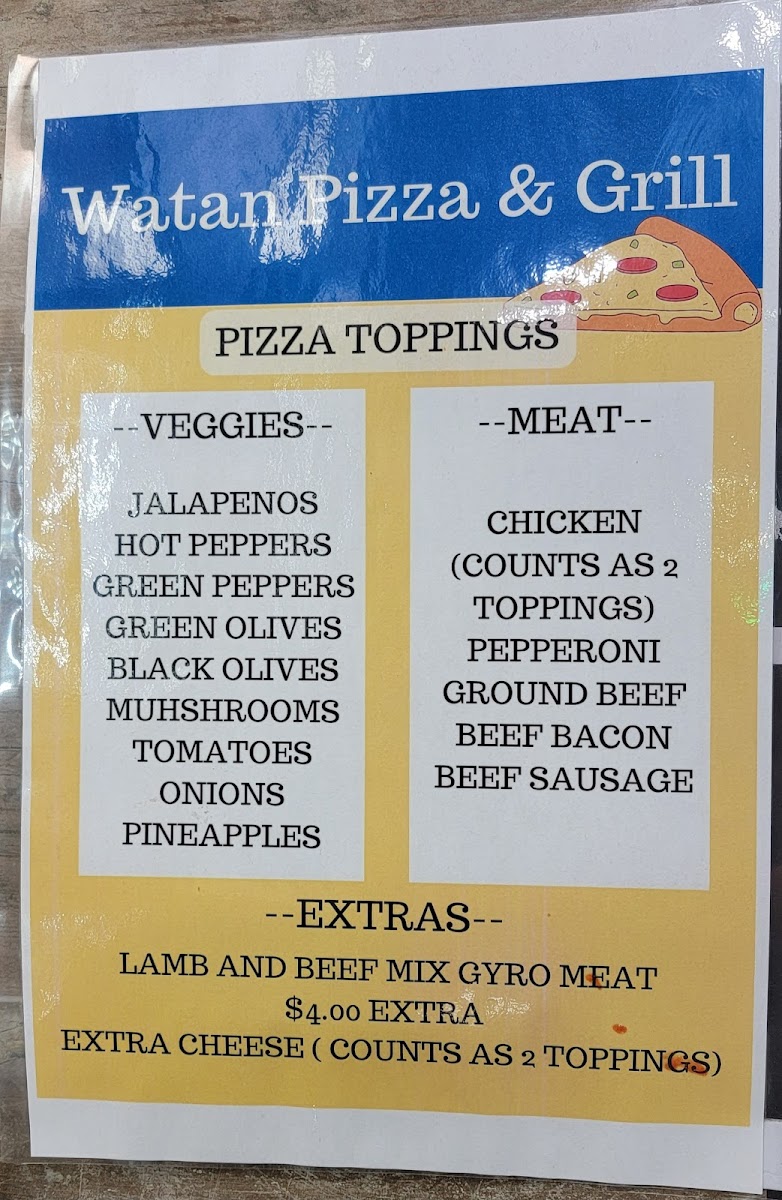 Watan Pizza & Grill
PIZZA TOPPINGS
--VEGGIES--
JALAPENOS
HOT PEPPERS
GREEN PEPPERS
GREEN OLIVES
BLACK OLIVES
MUHSHROOMS
TOMATOES
ONIONS
PINEAPPLES
--MEAT--
CHICKEN
(COUNTS AS 2
TOPPINGS)
PEPPERONI
GROUND BEEF
BEEF BACON
BEEF SAUSAGE
--EXTRAS--
LAMB AND BEEF MIX GYRO MEAT
$4.00 EXTRA
EXTRA CHEESE ( COUNTS AS 2 TOPPINGS)